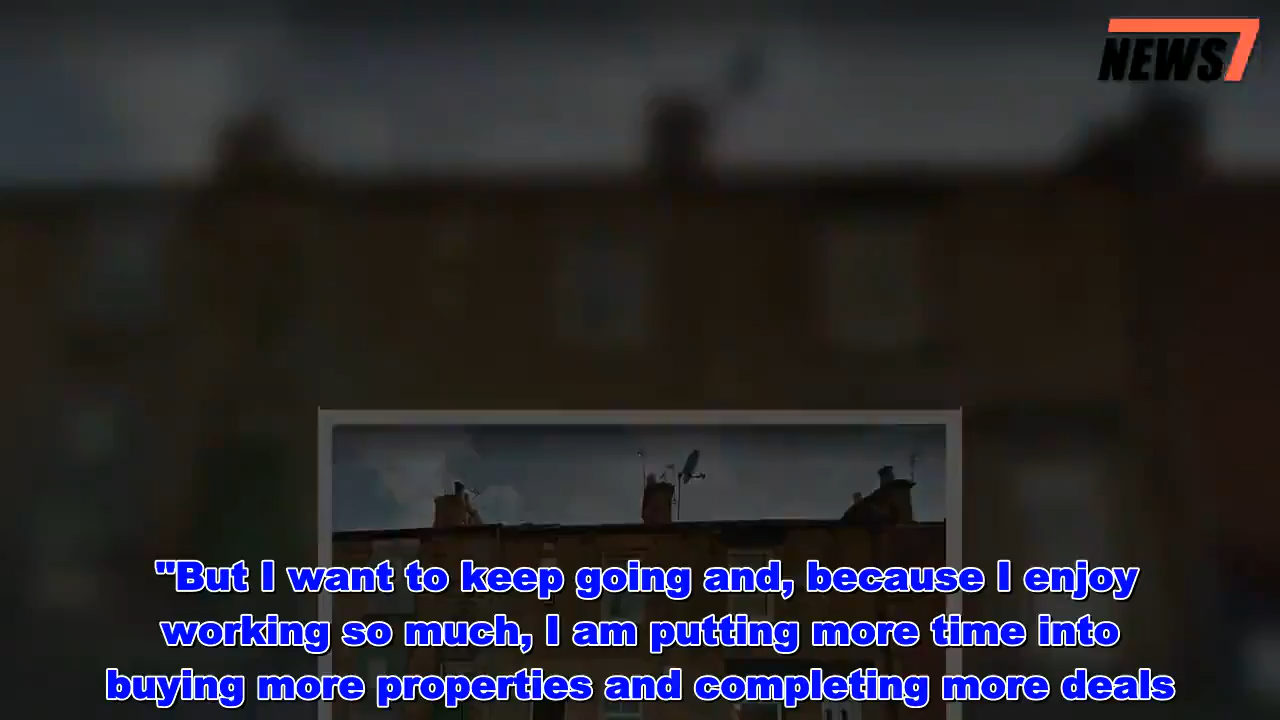 NEWS7
"But I want to keep going and, because I enjoy
working so much, I am putting more time into
buying more properties and completing more deals